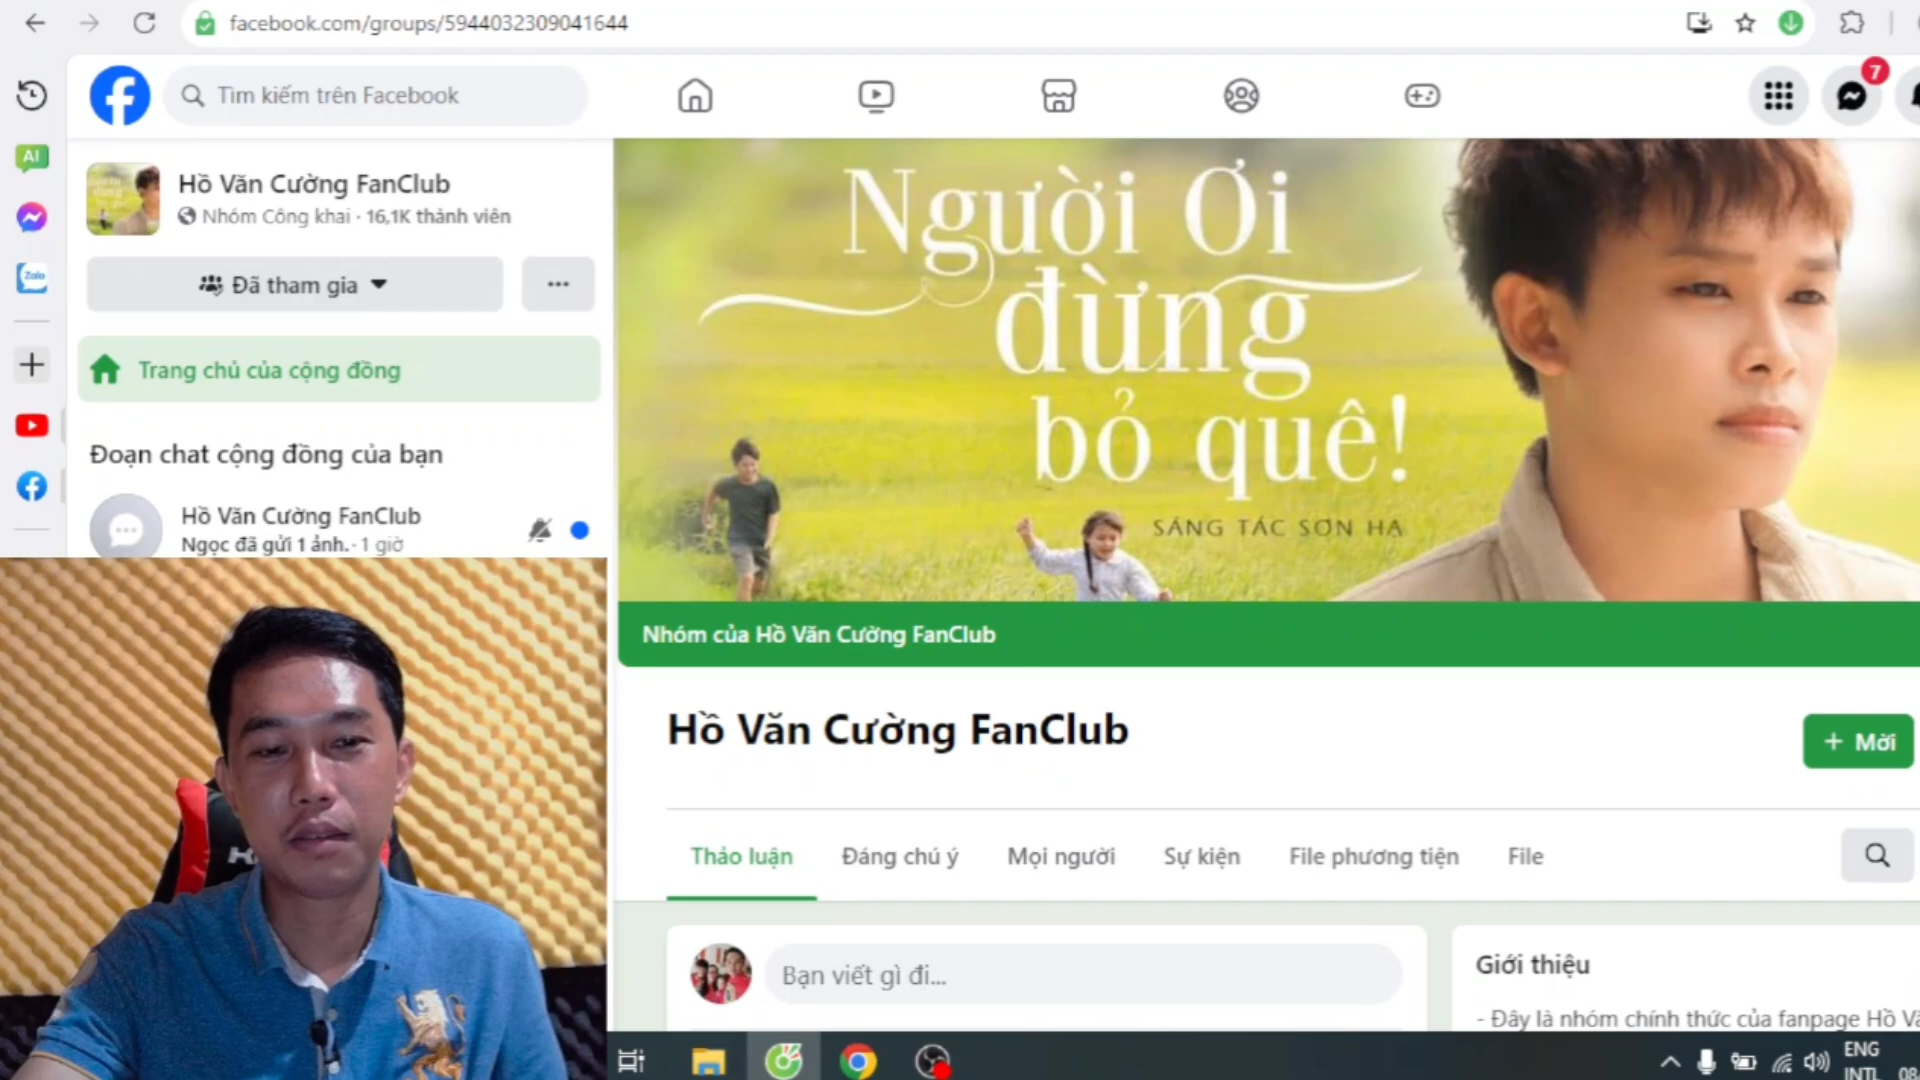 facebook.com/groups/5944032309041644
Tìm kiếm trên Facebook
7
AI
Zalo
Hồ Văn Cường FanClub
Nhóm Công khai · 16,1K thành viên
Đã tham gia
Trang chủ của cộng đồng
Đoạn chat cộng đồng của bạn
Hồ Văn Cường FanClub
Ngọc đã gửi 1 ảnh. · 1 giờ
Người Ơi
đừng
bỏ quê!
SÁNG TÁC SƠN HẠ
Nhóm của Hồ Văn Cường FanClub
Hồ Văn Cường FanClub
+ Mời
Thảo luận Đáng chú ý Mọi người Sự kiện File phương tiện File
Bạn viết gì đi...
Giới thiệu
- Đây là nhóm chính thức của fanpage Hồ
ENG
INTL
08